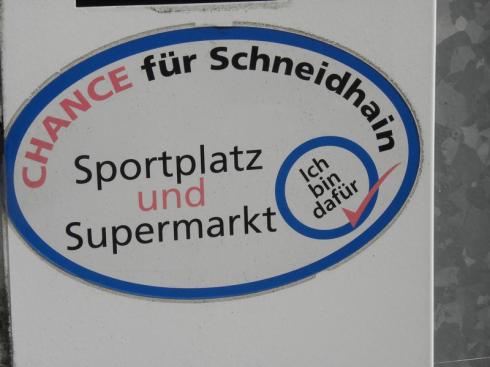 CHANCE für Schneidhain
Sportplatz
und
Supermarkt
Ich
bin
dafür